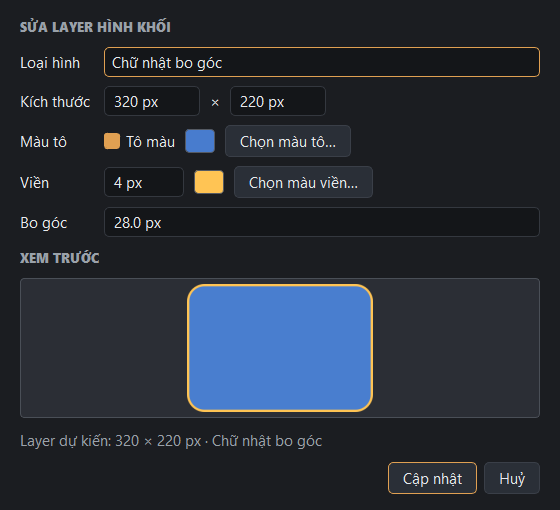 SỬA LAYER HÌNH KHỐI
Loại hình Chữ nhật bo góc
Kích thước 320 px × 220 px
Màu tô Tô màu Chọn màu tô...
Viền 4 px Chọn màu viền...
Bo góc 28.0 px
XEM TRƯỚC
Layer dự kiến: 320 × 220 px · Chữ nhật bo góc
Cập nhật Huỷ